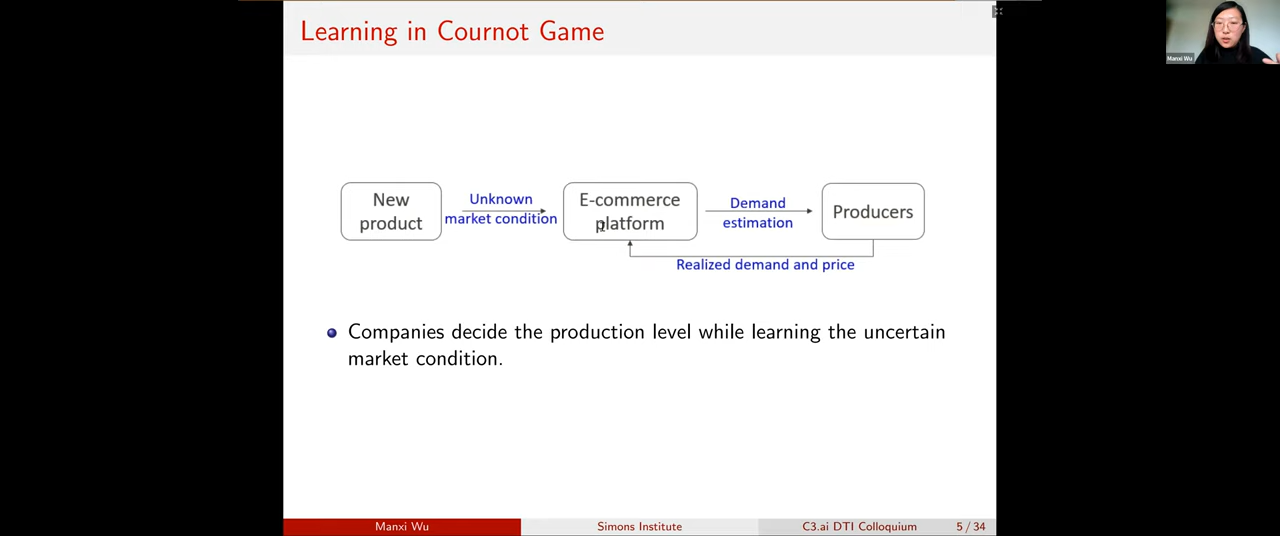 Learning in Cournot Game
Manxi Wu
New
product
Unknown
market condition
E-commerce
platform
Demand
estimation
Producers
Realized demand and price
Companies decide the production level while learning the uncertain
market condition.
Manxi Wu
Simons Institute
C3.ai DTI Colloquium
5 / 34